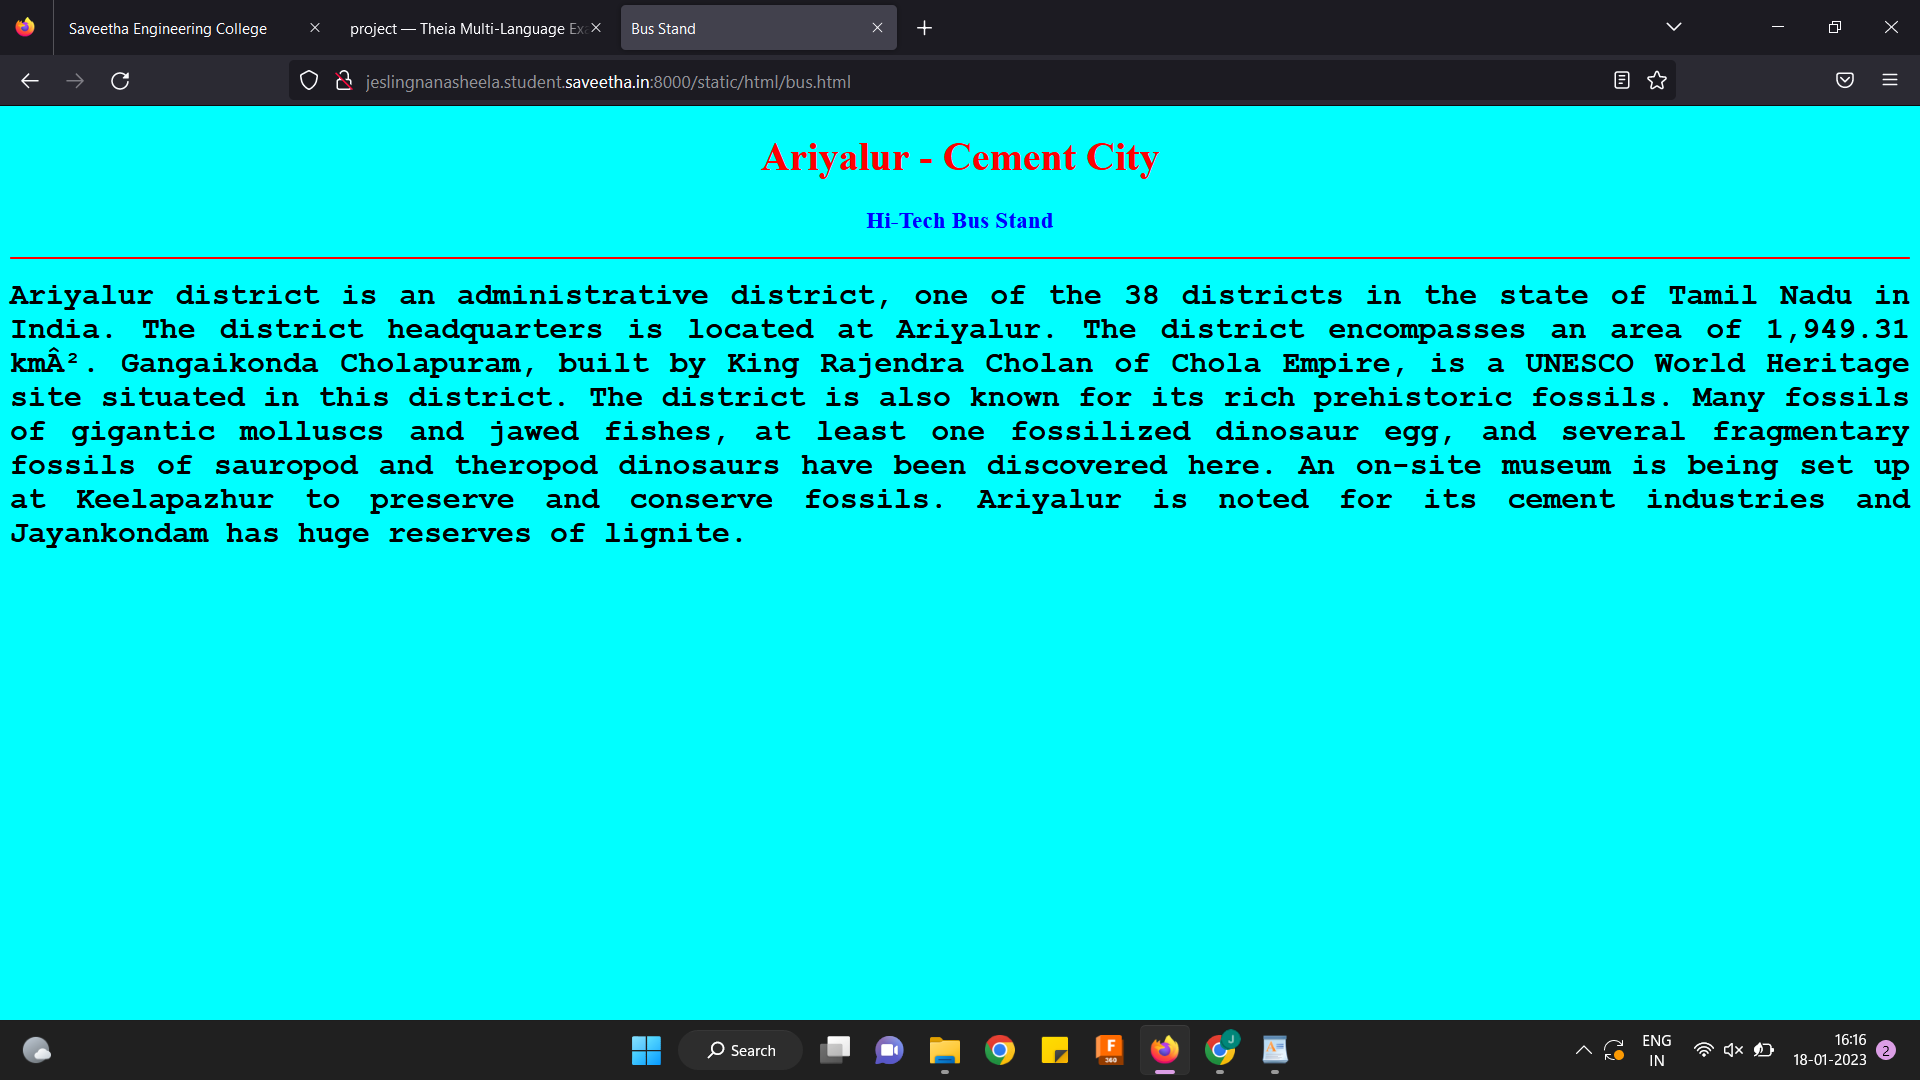 Saveetha Engineering College
project — Theia Multi-Language Ex
Bus Stand
jeslingnanasheela.student.saveetha.in:8000/static/html/bus.html
Ariyalur - Cement City
Hi-Tech Bus Stand
Ariyalur district is an administrative district, one of the 38 districts in the state of Tamil Nadu in
India. The district headquarters is located at Ariyalur. The district encompasses an area of 1,949.31
kmÂ². Gangaikonda Cholapuram, built by King Rajendra Cholan of Chola Empire, is a UNESCO World Heritage
site situated in this district. The district is also known for its rich prehistoric fossils. Many fossils
of gigantic molluscs and jawed fishes, at least one fossilized dinosaur egg, and several fragmentary
fossils of sauropod and theropod dinosaurs have been discovered here. An on-site museum is being set up
at Keelapazhur to preserve and conserve fossils. Ariyalur is noted for its cement industries and
Jayankondam has huge reserves of lignite.
Search
F
360
J
ENG
IN
16:16
18-01-2023
2